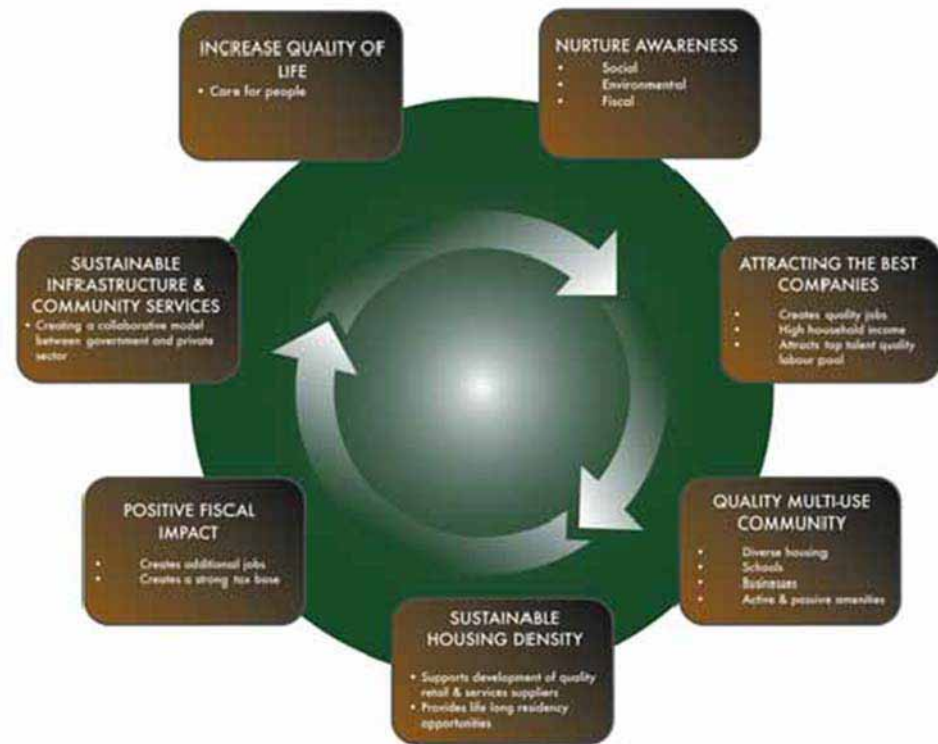 INCREASE QUALITY OF
LIFE
• Care for people
NURTURE AWARENESS
• Social
• Environmental
• Fiscal
ATTRACTING THE BEST
COMPANIES
• Creates quality jobs
• High household income
• Attracts top talent quality
labour pool
QUALITY MULTI-USE
COMMUNITY
• Diverse housing
• Schools
• Businesses
• Active & passive amenities
SUSTAINABLE
HOUSING DENSITY
• Supports development of quality
retail & services suppliers
• Provides life long residency
opportunities
POSITIVE FISCAL
IMPACT
• Creates additional jobs
• Creates a strong tax base
SUSTAINABLE
INFRASTRUCTURE &
COMMUNITY SERVICES
• Creating a collaborative model
between government and private
sector